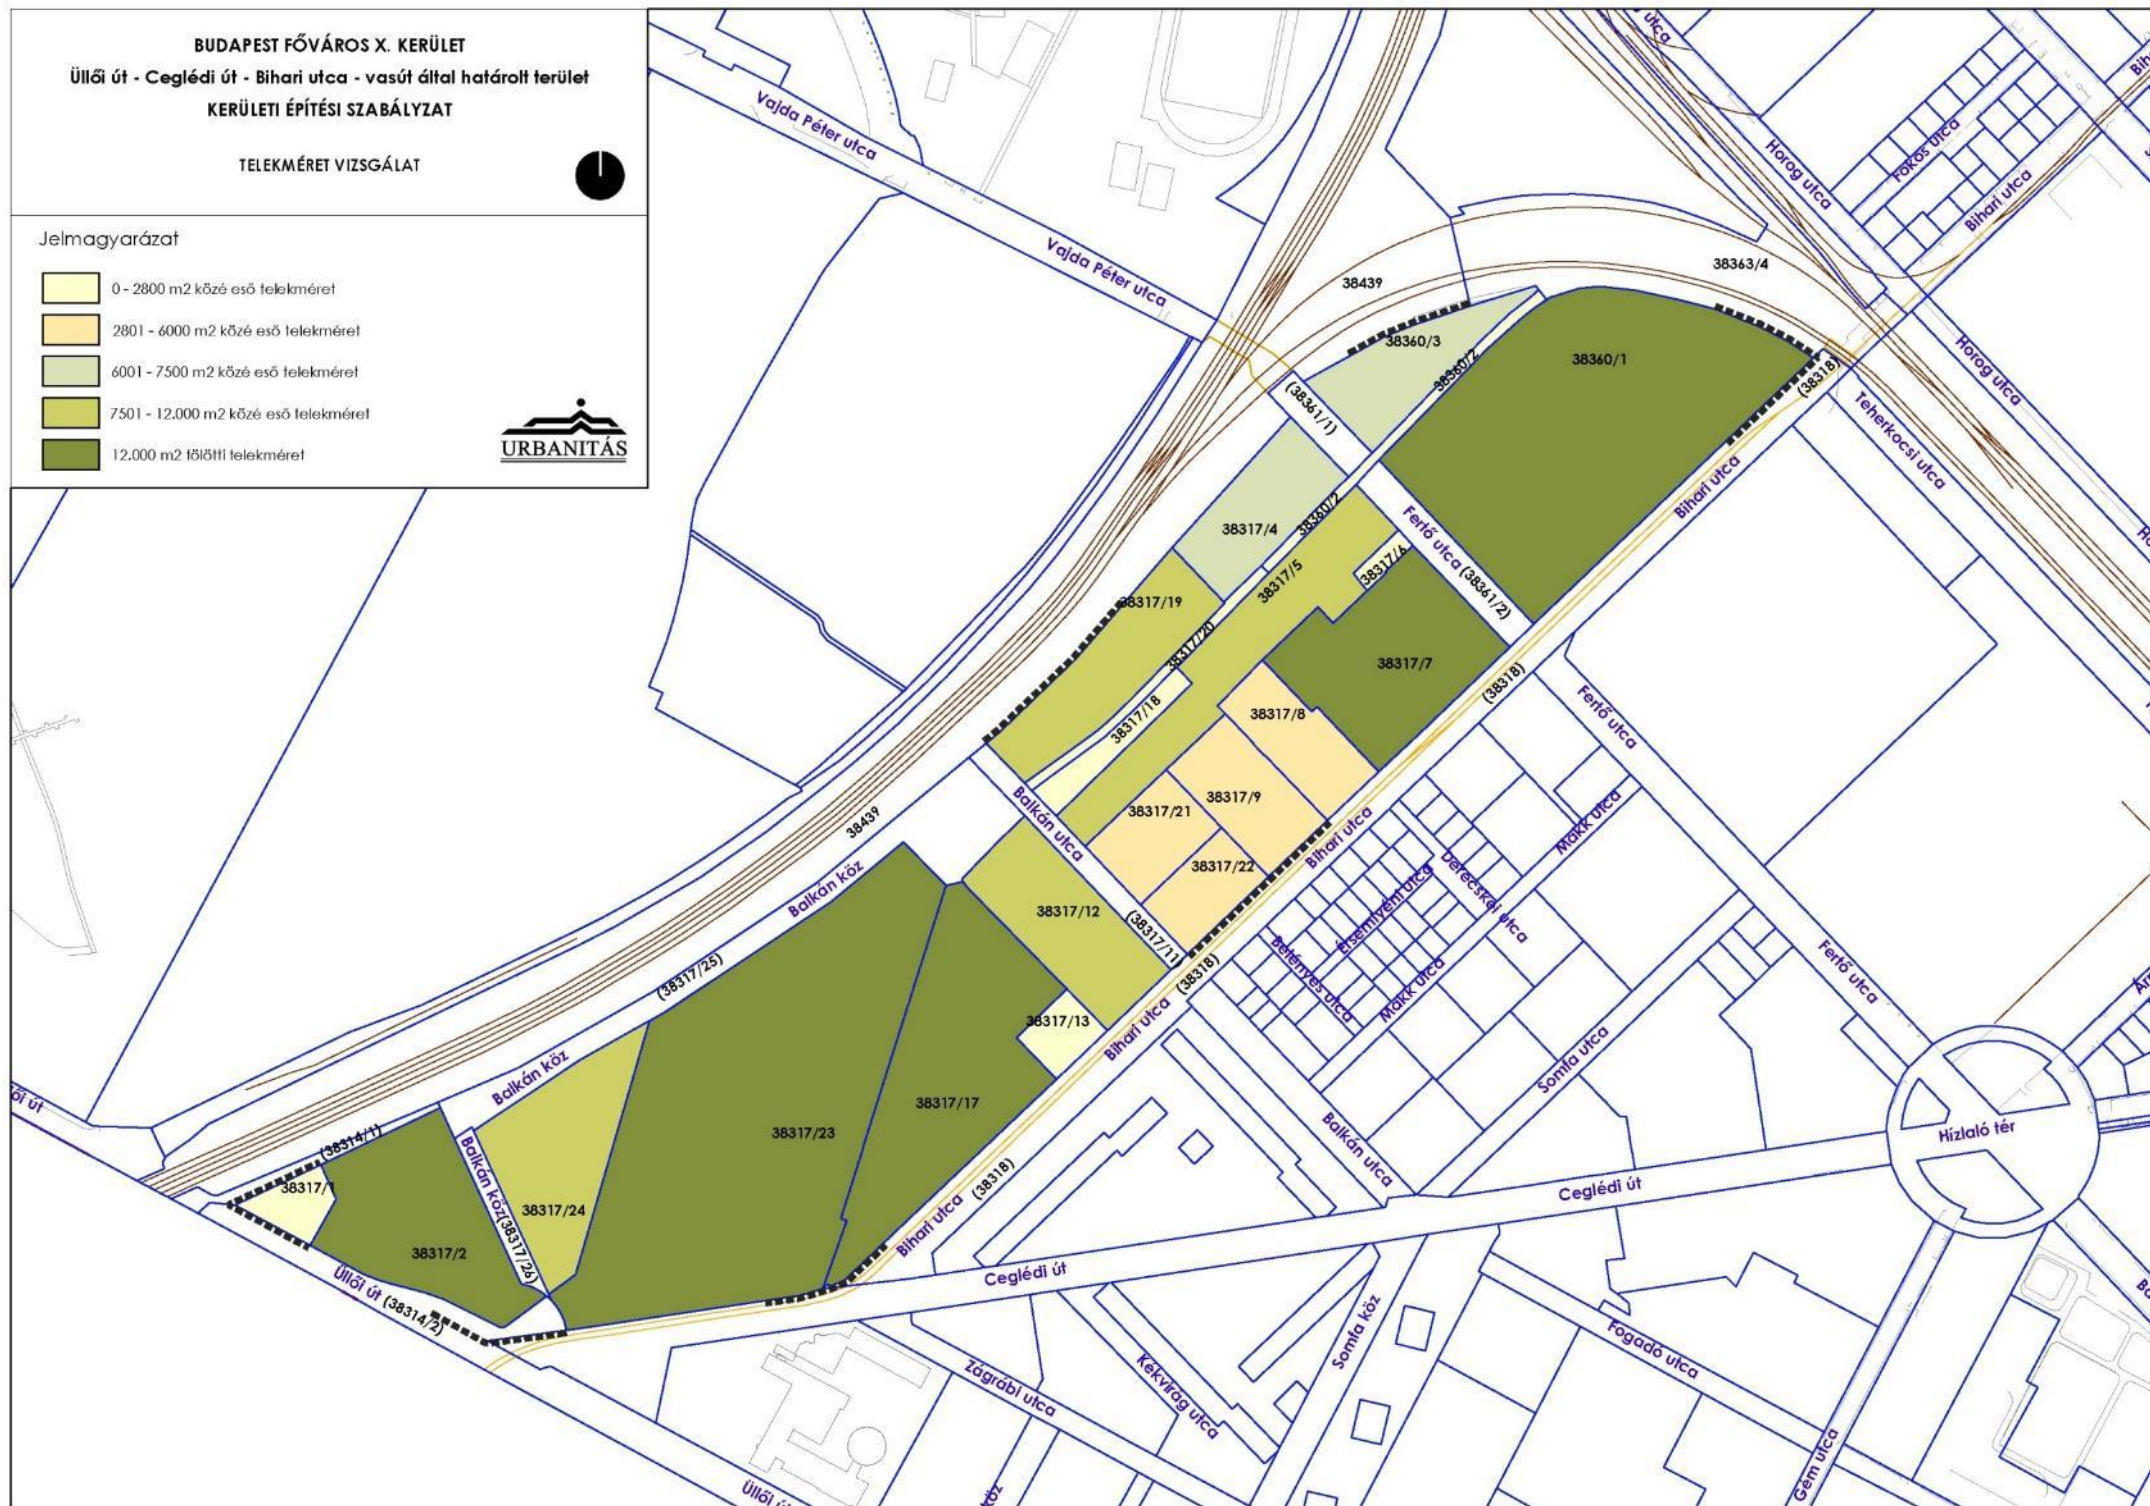 BUDAPEST FŐVÁROS X. KERÜLET
Üllői út - Ceglédi út - Bihari utca - vasút által határolt terület
KERÜLETI ÉPÍTÉSI SZABÁLYZAT
TELEKMÉRET VIZSGÁLAT
Jelmagyarázat
0 - 2800 m2 közé eső telekméret
2801 - 6000 m2 közé eső telekméret
6001 - 7500 m2 közé eső telekméret
7501 - 12.000 m2 közé eső telekméret
12.000 m2 fölötti telekméret
URBANITÁS
Vajda Péter utca
Vajda Péter utca
utca
Horog utca
Fokos utca
Bihari utca
Bih
38439
38363/4
38360/3
38360/2
38360/1
(38361/1)
(38318)
Horog utca
Teherkocsi utca
Bihari utca
38317/4
38360/2
Fertő utca
(38361/2)
38317/5
38317/6
38317/19
38317/20
38317/7
(38318)
Fertő utca
38317/18
38317/8
38317/9
38317/21
38317/22
Balkán utca
Bihari utca
Makk utca
38439
Balkán köz
Derecskei utca
38317/12
(38317/11)
(38318)
Belényes utca
Makk utca
Fertő utca
(38317/25)
38317/13
Bihari utca
Somfa utca
Balkán köz
38317/17
38317/23
Balkán utca
Hízlaló tér
ői út
(38314/1)
38317/1
Balkán köz
(38317/26)
38317/24
38317/2
Bihari utca
(38318)
Ceglédi út
Ceglédi út
Üllői út
(38314/2)
Zágrábi utca
Kékvirág utca
Somfa köz
Fogadó utca
Gém utca
Üllői út
köz